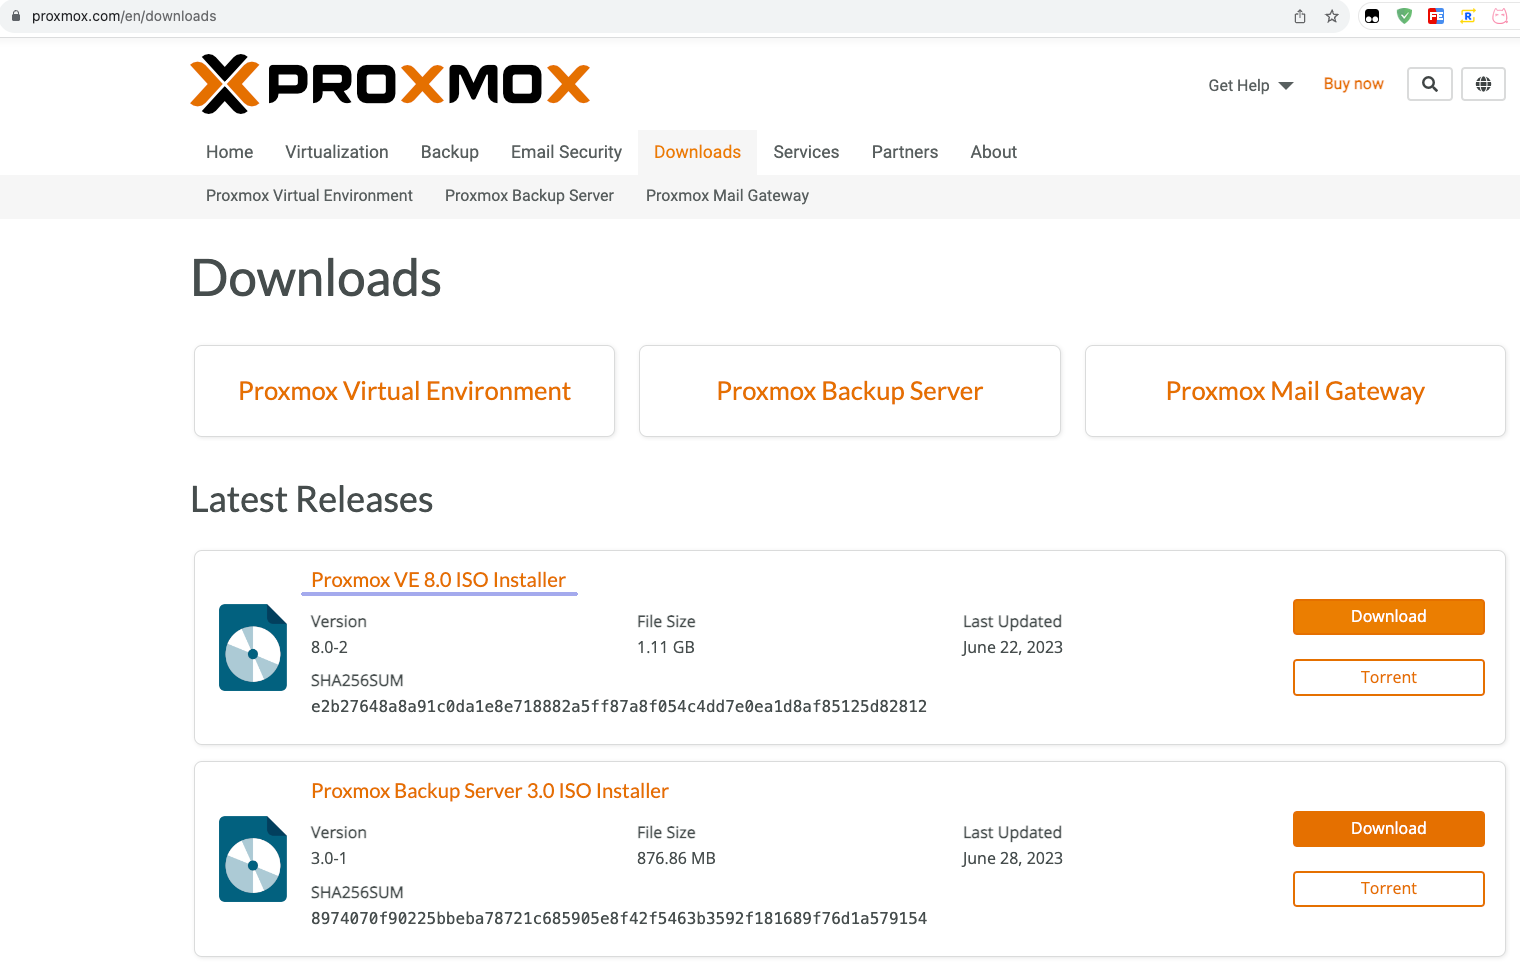 proxmox.com/en/downloads
PROXMOX
Get Help
Buy now
Home Virtualization Backup Email Security Downloads Services Partners About
Proxmox Virtual Environment Proxmox Backup Server Proxmox Mail Gateway
Downloads
Proxmox Virtual Environment Proxmox Backup Server Proxmox Mail Gateway
Latest Releases
Proxmox VE 8.0 ISO Installer
Version File Size Last Updated
8.0-2 1.11 GB June 22, 2023
Download
Torrent
SHA256SUM
e2b27648a8a91c0da1e8e718882a5ff87a8f054c4dd7e0ea1d8af85125d82812
Proxmox Backup Server 3.0 ISO Installer
Version File Size Last Updated
3.0-1 876.86 MB June 28, 2023
Download
Torrent
SHA256SUM
8974070f90225bbeba78721c685905e8f42f5463b3592f181689f76d1a579154